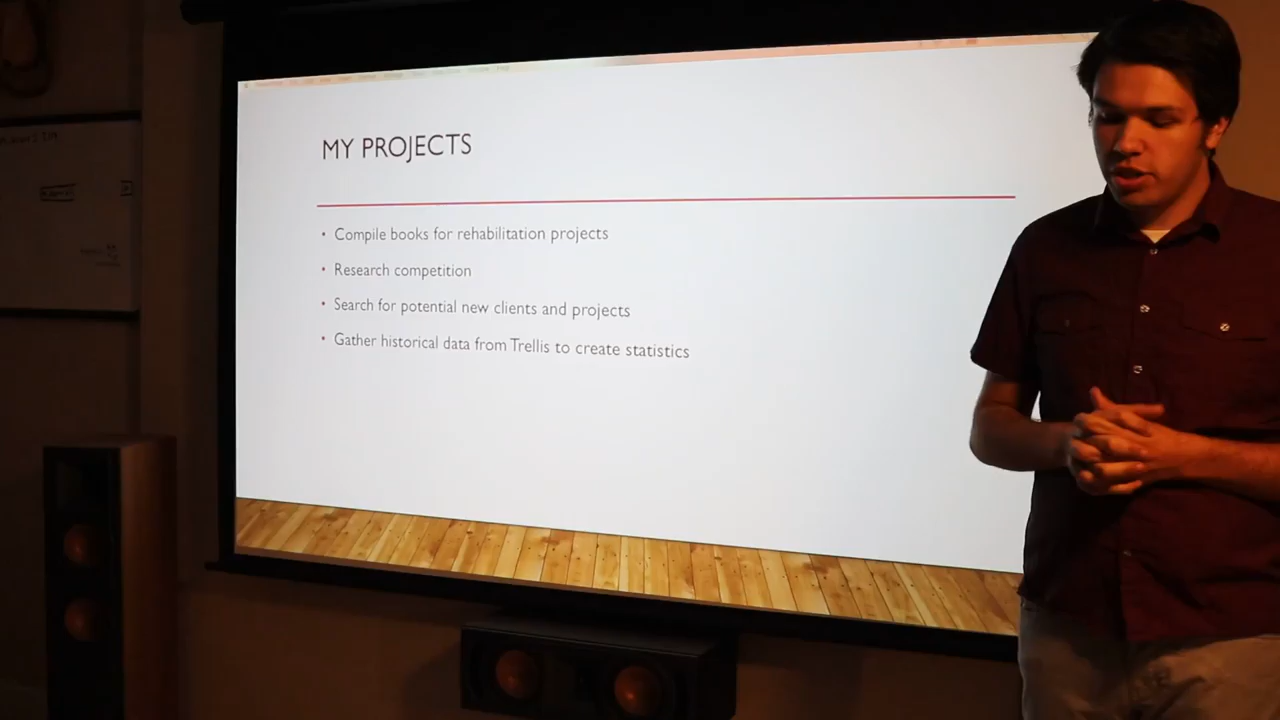 MY PROJECTS
• Compile books for rehabilitation projects
• Research competition
• Search for potential new clients and projects
• Gather historical data from Trellis to create statistics